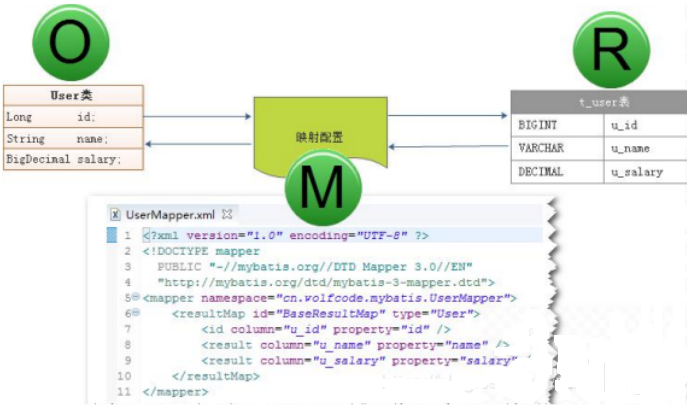 O
R
User类
Long id;
String name;
BigDecimal salary;
映射配置
t_user表
BIGINT u_id
VARCHAR u_name
DECIMAL u_salary
M
UserMapper.xml
1 <?xml version="1.0" encoding="UTF-8" ?>
2 <!DOCTYPE mapper
3 PUBLIC "-//mybatis.org//DTD Mapper 3.0//EN"
4 "http://mybatis.org/dtd/mybatis-3-mapper.dtd">
5 <mapper namespace="cn.wolfcode.mybatis.UserMapper">
6 <resultMap id="BaseResultMap" type="User">
7 <id column="u_id" property="id" />
8 <result column="u_name" property="name" />
9 <result column="u_salary" property="salary"
10 </resultMap>
11 </mapper>